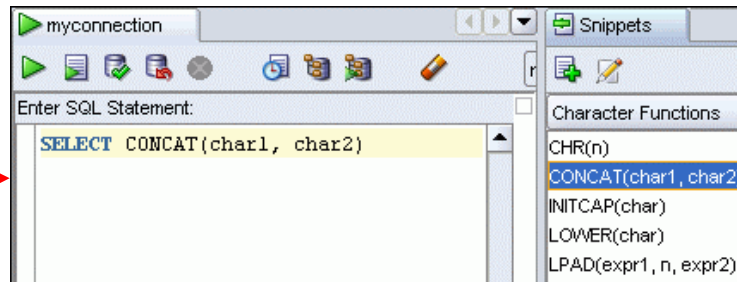 myconnection
Enter SQL Statement:
SELECT CONCAT(char1, char2)
Snippets
Character Functions
CHR(n)
CONCAT(char1, char2
INITCAP(char)
LOWER(char)
LPAD(expr1, n, expr2)